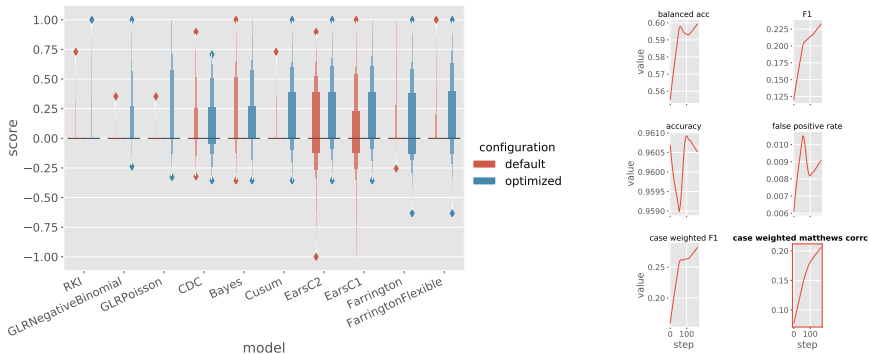 1.00
0.75
0.50
0.25
0.00
−0.25
−0.50
−0.75
−1.00
score
RKI
GLRNegativeBinomial
GLRPoisson
CDC
Bayes
Cusum
EarsC2
EarsC1
Farrington
FarringtonFlexible
model
configuration
default
optimized
balanced acc
0.60
0.59
0.58
0.57
0.56
value
F1
0.225
0.200
0.175
0.150
0.125
accuracy
0.9610
0.9605
0.9600
0.9595
0.9590
value
false positive rate
0.010
0.008
0.006
case weighted F1
0.25
0.20
value
0 100
step
case weighted matthews corrc
0.20
0.15
0.10
0 100
step